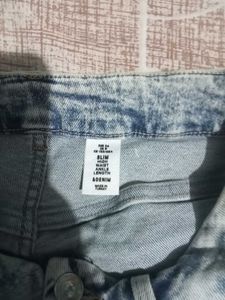 SLIM
HIGH
WAIST
ANKLE
LENGTH
&DENIM
MADE IN
TURKEY